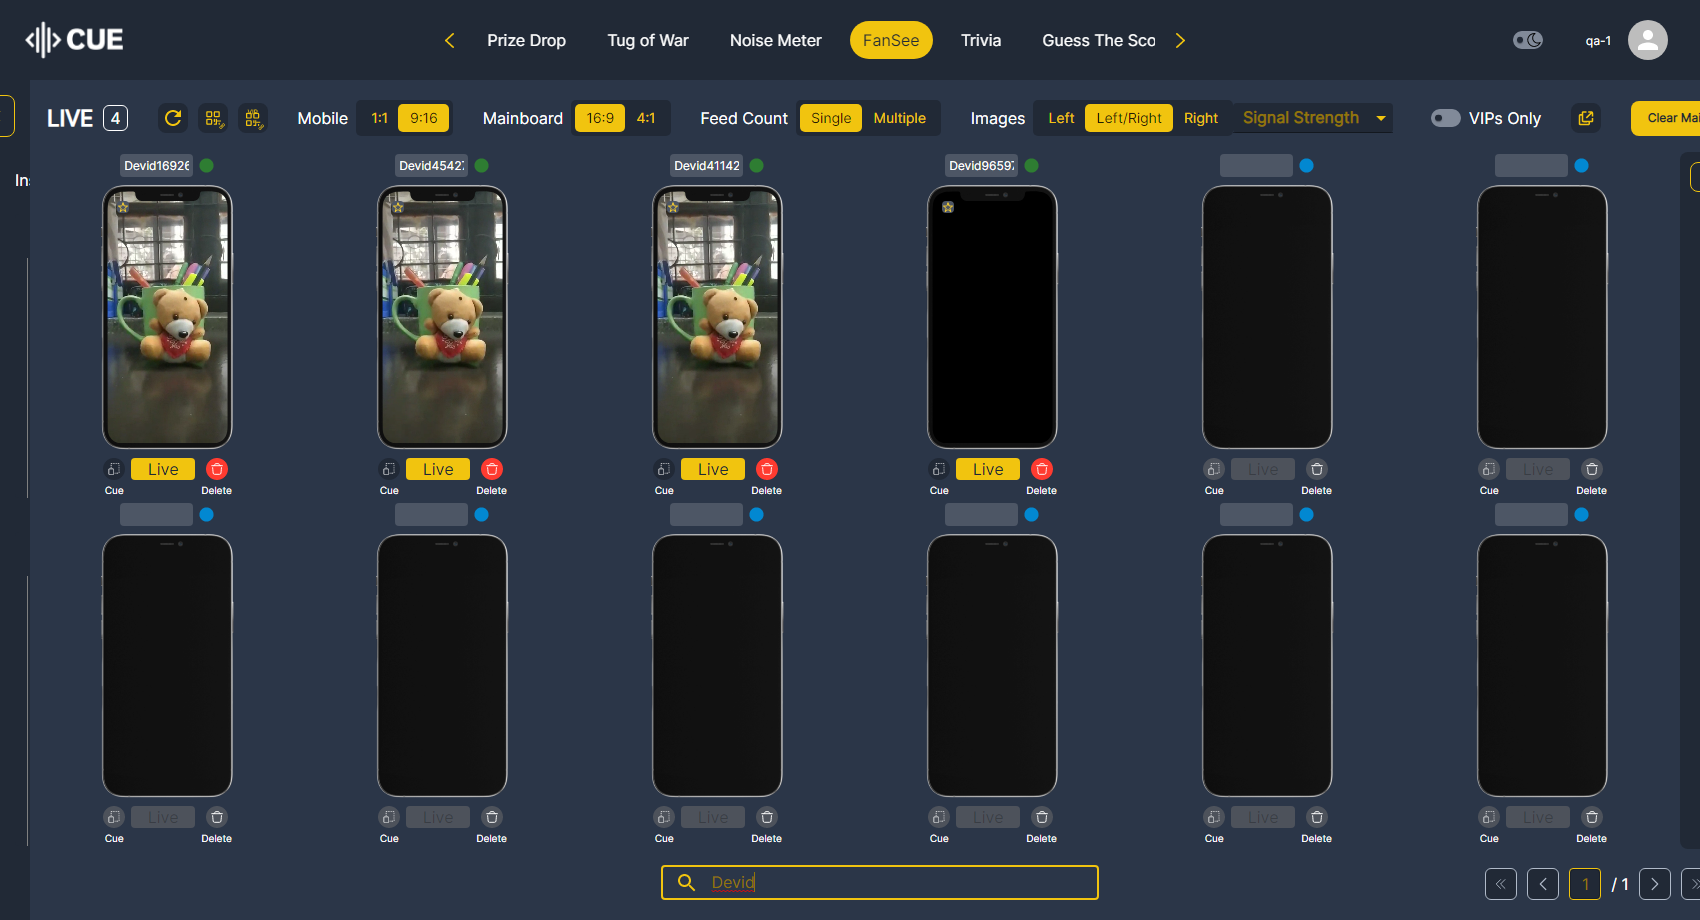 CUE
Prize Drop Tug of War Noise Meter FanSee Trivia Guess The Sco
qa-1
LIVE 4 Mobile 1:1 9:16 Mainboard 16:9 4:1 Feed Count Single Multiple Images Left Left/Right Right Signal Strength VIPs Only Clear Mai
Ins
Devid16926 Devid4542 Devid41142 Devid9659
Live Live Live Live Live Live
Cue Delete Cue Delete Cue Delete Cue Delete Cue Delete Cue Delete
Live Live Live Live Live Live
Cue Delete Cue Delete Cue Delete Cue Delete Cue Delete Cue Delete
Devid
1 / 1